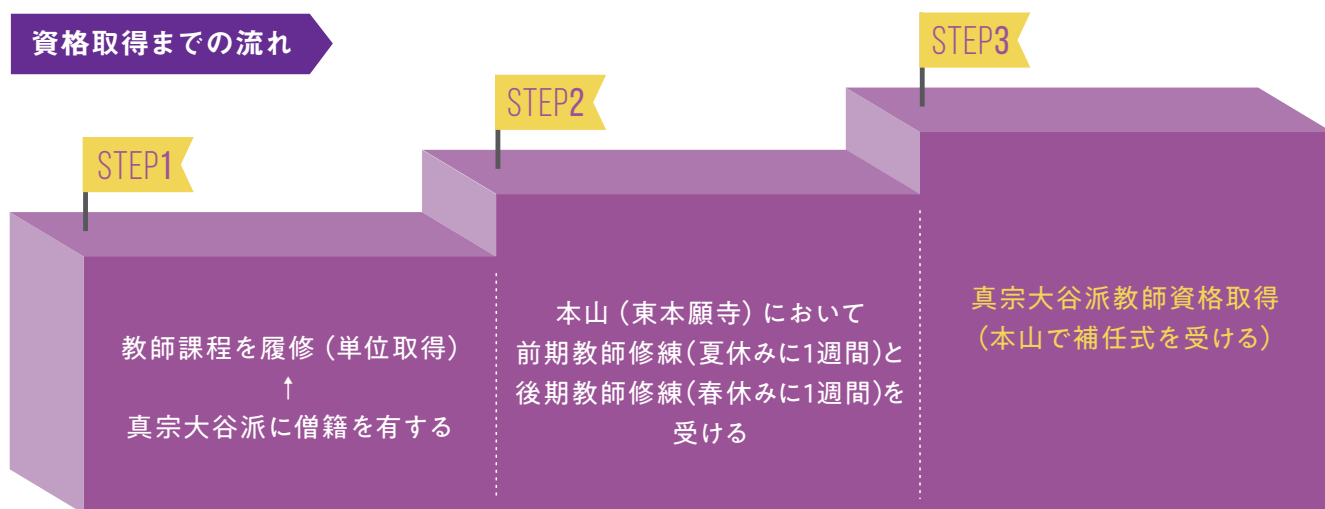 資格取得までの流れ
STEP1
教師課程を履修（単位取得）
↑
真宗大谷派に僧籍を有する
STEP2
本山（東本願寺）において
前期教師修練(夏休みに1週間)と
後期教師修練(春休みに1週間)を
受ける
STEP3
真宗大谷派教師資格取得
（本山で補任式を受ける）